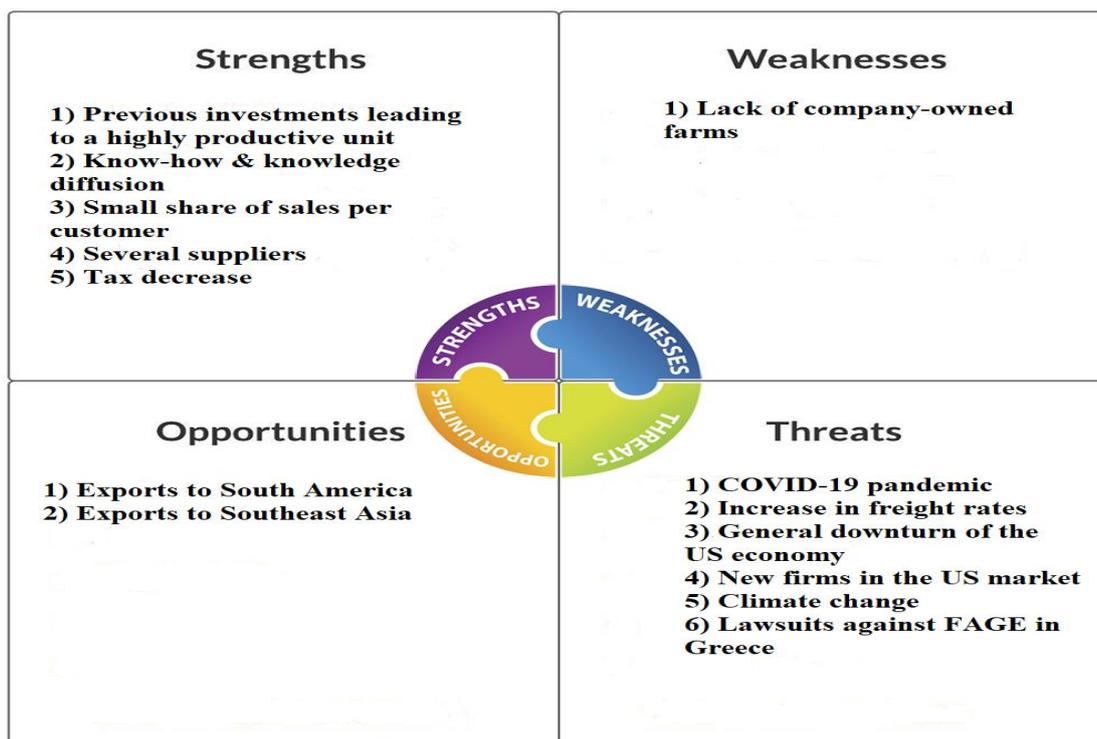 Strengths
1) Previous investments leading
to a highly productive unit
2) Know-how & knowledge
diffusion
3) Small share of sales per
customer
4) Several suppliers
5) Tax decrease
Weaknesses
1) Lack of company-owned
farms
STRENGTHS
WEAKNESSES
OPPORTUNITIES
THREATS
Opportunities
1) Exports to South America
2) Exports to Southeast Asia
Threats
1) COVID-19 pandemic
2) Increase in freight rates
3) General downturn of the
US economy
4) New firms in the US market
5) Climate change
6) Lawsuits against FAGE in
Greece